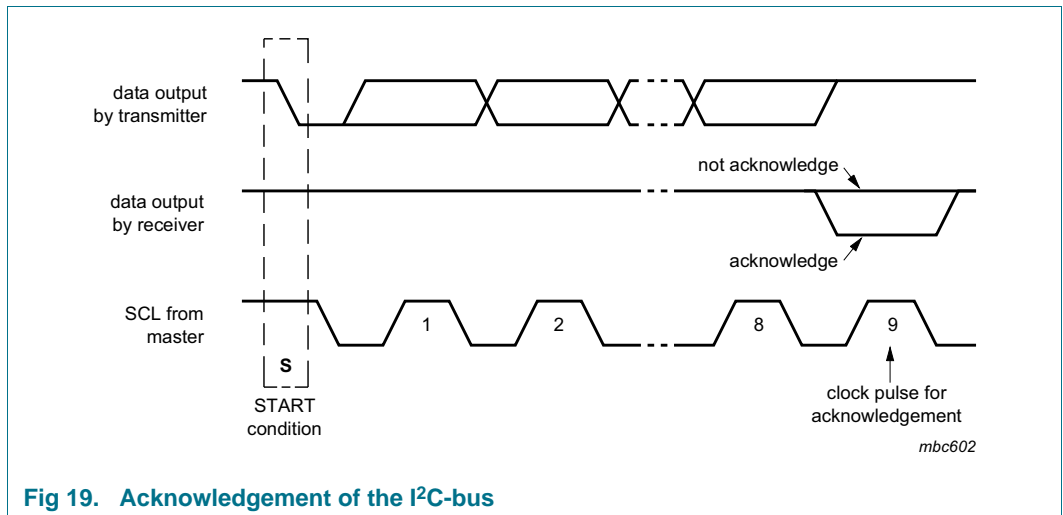 data output
by transmitter
not acknowledge
data output
by receiver
acknowledge
SCL from
master
1
2
8
9
S
START
condition
clock pulse for
acknowledgement
mbc602
Fig 19. Acknowledgement of the I²C-bus